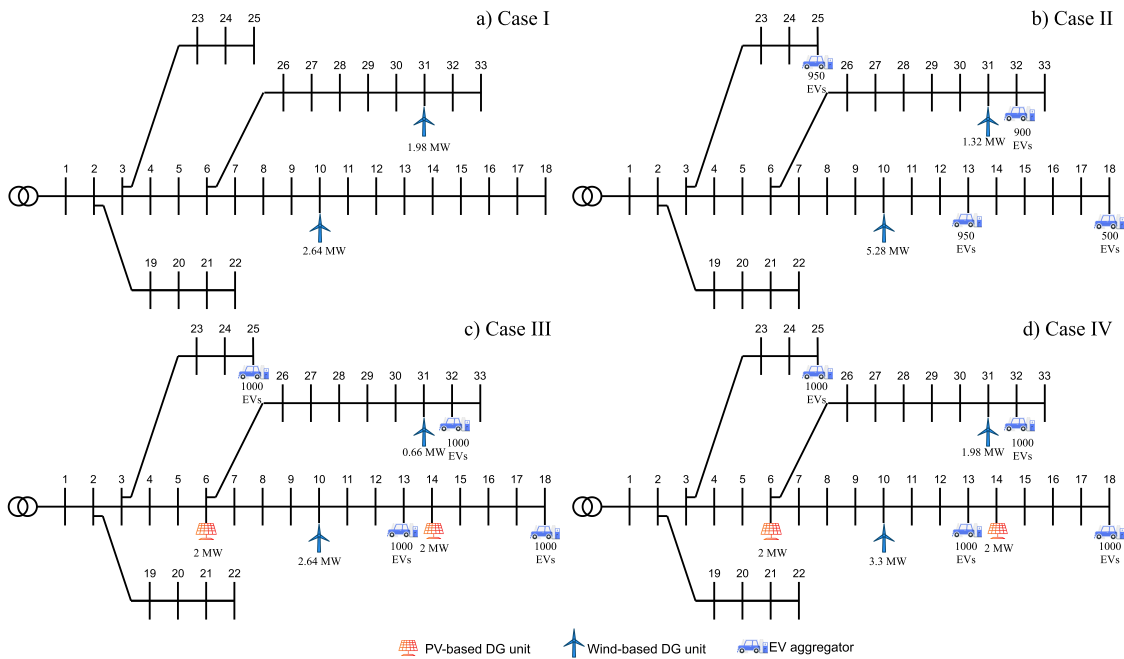 a) Case I
23 24 25
26 27 28 29 30 31 32 33
1.98 MW
1 2 3 4 5 6 7 8 9 10 11 12 13 14 15 16 17 18
2.64 MW
19 20 21 22
b) Case II
23 24 25
950
EVs
26 27 28 29 30 31 32 33
1.32 MW
900
EVs
1 2 3 4 5 6 7 8 9 10 11 12 13 14 15 16 17 18
5.28 MW
950
EVs
500
EVs
19 20 21 22
c) Case III
23 24 25
1000
EVs
26 27 28 29 30 31 32 33
0.66 MW
1000
EVs
1 2 3 4 5 6 7 8 9 10 11 12 13 14 15 16 17 18
2 MW
2.64 MW
1000
EVs
2 MW
1000
EVs
19 20 21 22
d) Case IV
23 24 25
1000
EVs
26 27 28 29 30 31 32 33
1.98 MW
1000
EVs
1 2 3 4 5 6 7 8 9 10 11 12 13 14 15 16 17 18
2 MW
3.3 MW
1000
EVs
2 MW
1000
EVs
19 20 21 22
PV-based DG unit
Wind-based DG unit
EV aggregator